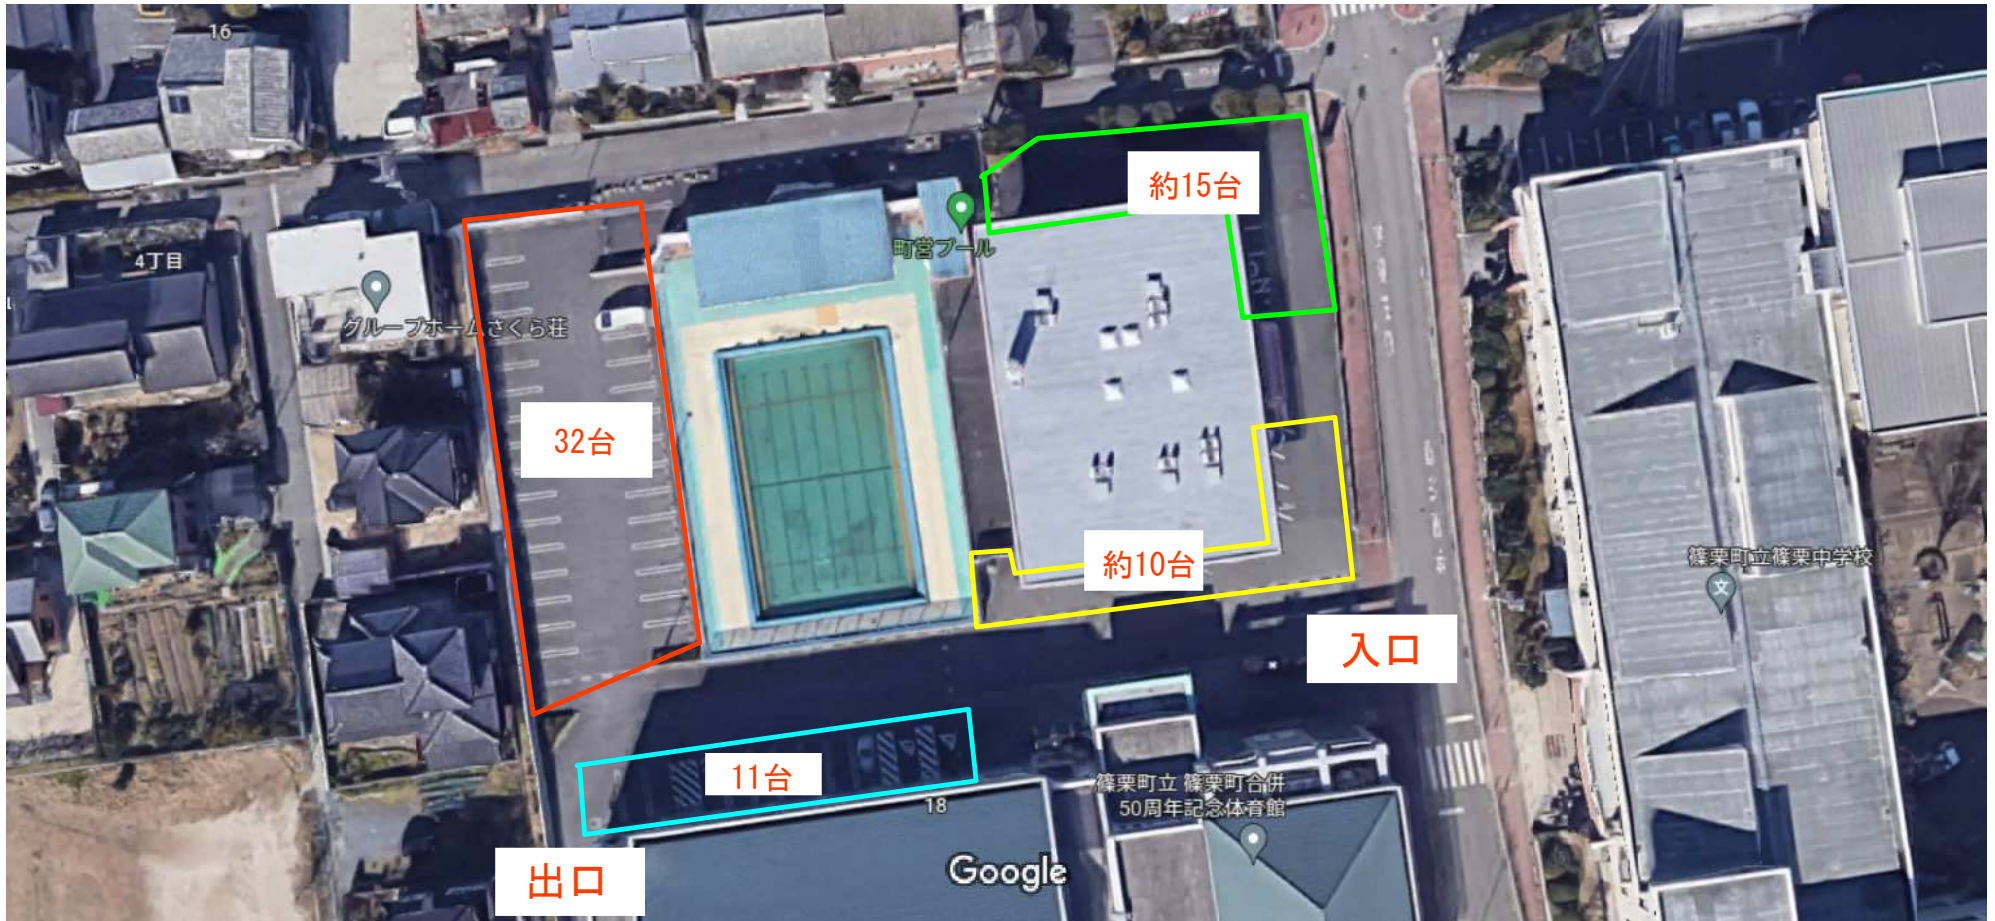 16
約15台
町営プール
4丁目
グループホームさくら荘
32台
約10台
篠栗町立篠栗中学校
文
入口
11台
篠栗町立 篠栗町合併
50周年記念体育館
18
Google
出口